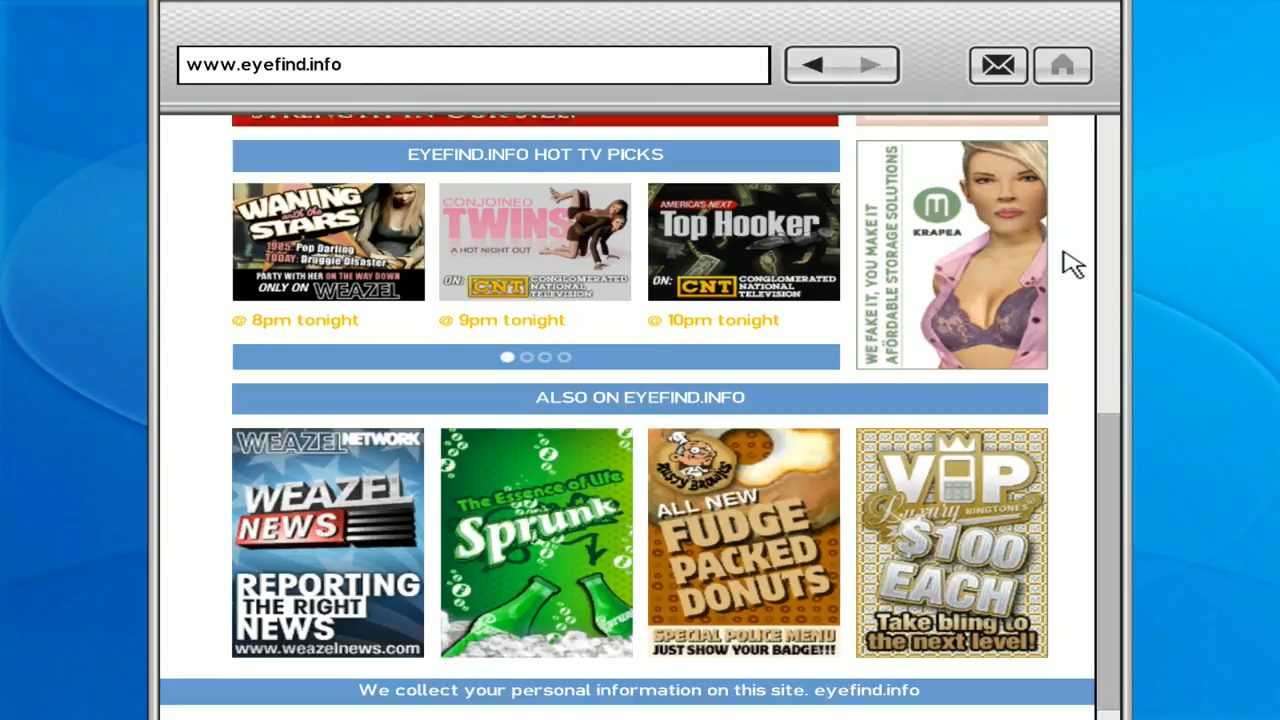 www.eyefind.info
STRENGTH IN OUR SIZE!
EYEFIND.INFO HOT TV PICKS
WANING
with the
STARS
1985: Pop Darling
TODAY: Druggie Disaster
PARTY WITH HER ON THE WAY DOWN
ONLY ON WEAZEL
@ 8pm tonight
CONJOINED
TWINS
A HOT NIGHT OUT
ON: CNT CONGLOMERATED
NATIONAL
TELEVISION
@ 9pm tonight
AMERICA'S NEXT
Top Hooker
ON: CNT CONGLOMERATED
NATIONAL
TELEVISION
@ 10pm tonight
WE FAKE IT, YOU MAKE IT
AFÖRDABLE STORAGE SOLUTIONS
M
KRAPEA
ALSO ON EYEFIND.INFO
WEAZEL NETWORK
WEAZEL
NEWS
REPORTING
THE RIGHT
NEWS
www.weazelnews.com
The Essence of Life
Sprunk
RUSTY BROWN'S
ALL NEW
FUDGE
PACKED
DONUTS
SPECIAL POLICE MENU
JUST SHOW YOUR BADGE!!!
VIP
Luxury RINGTONES
$100
EACH
Take bling to
the next level!
We collect your personal information on this site. eyefind.info